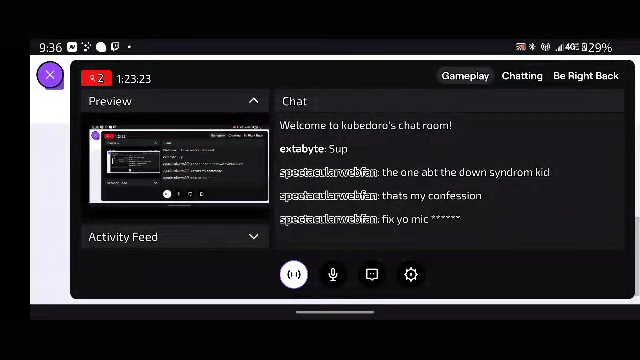 9:36
4G
29%
2
1:23:23
Gameplay
Chatting
Be Right Back
Preview
Chat
Welcome to kubedoro's chat room!
extabyte: Sup
spectacularwebfan: the one abt the down syndrom kid
spectacularwebfan: thats my confession
spectacularwebfan: fix yo mic ******
Activity Feed